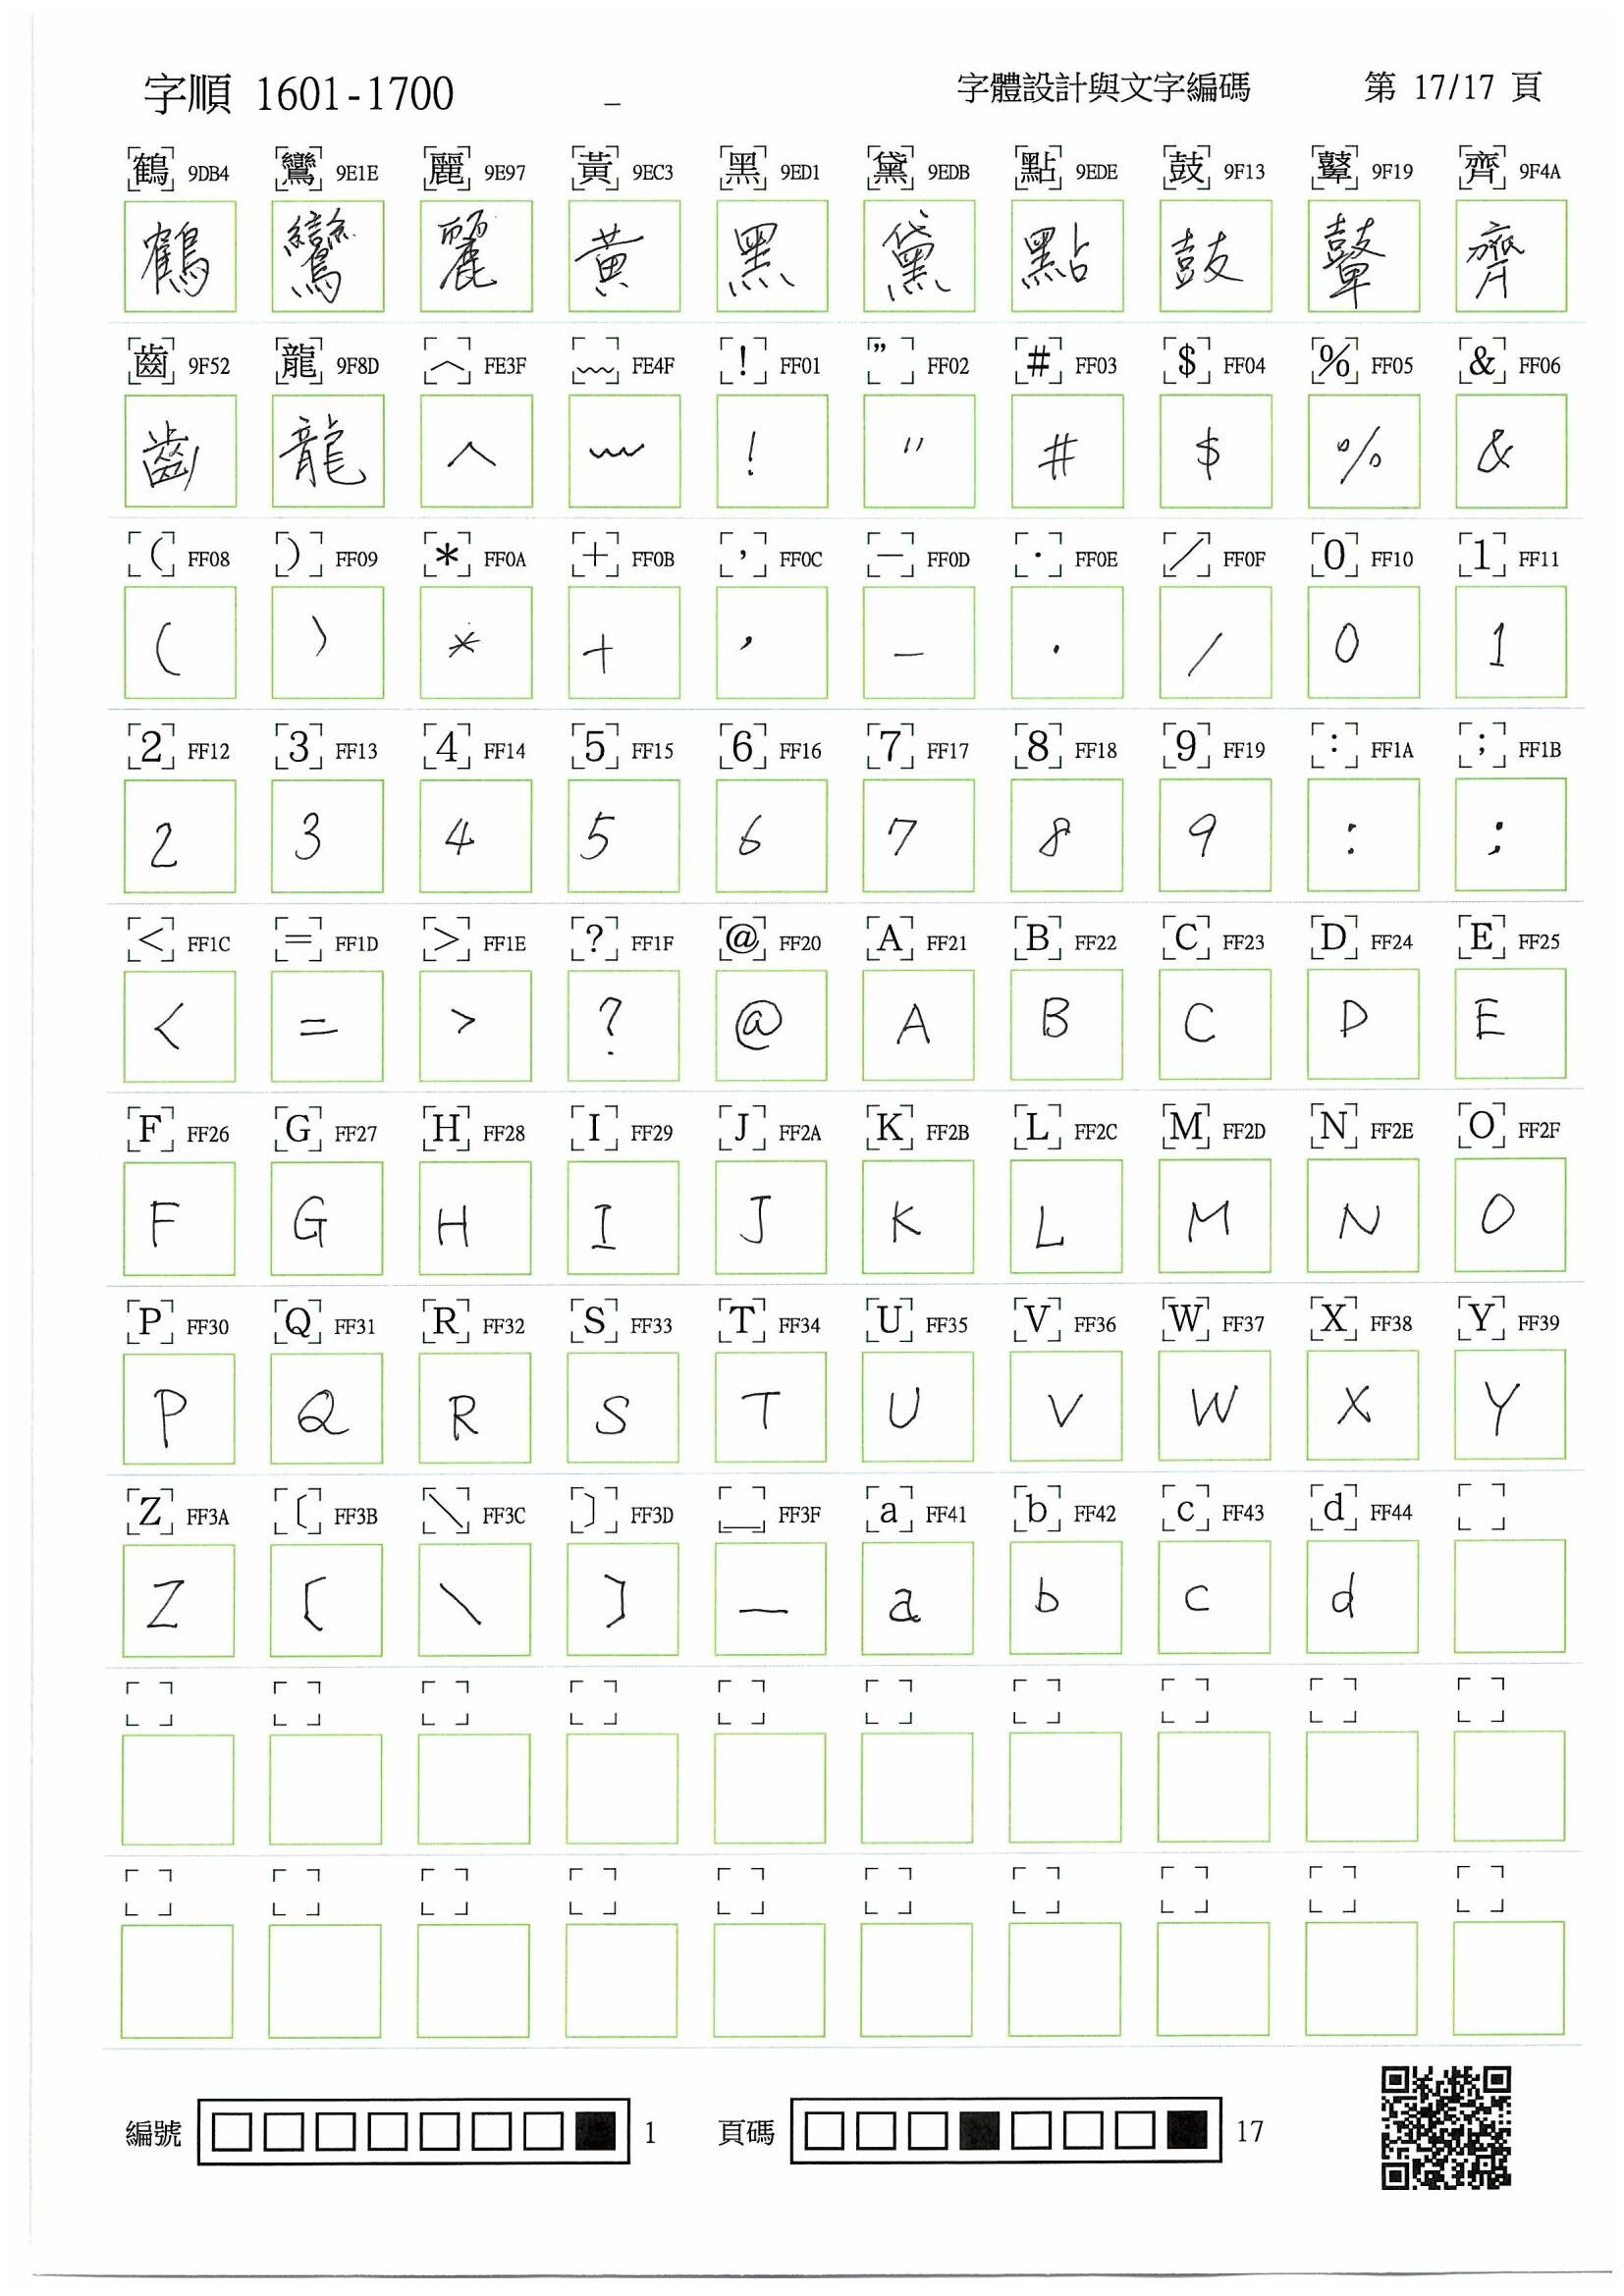 字順 1601-1700 _ 字體設計與文字編碼 第 17/17 頁
鶴 9DB4 鸞 9E1E 麗 9E97 黃 9EC3 黑 9ED1 黛 9EDB 點 9EDE 鼓 9F13 鼙 9F19 齊 9F4A
鶴 鸞 麗 黃 黑 黛 點 鼓 鼙 齊
齒 9F52 龍 9F8D ︿ FE3F ﹏ FE4F ! FF01 " FF02 # FF03 $ FF04 % FF05 & FF06
齒 龍 ︿ ﹏ ! " # $ % &
( FF08 ) FF09 * FF0A + FF0B , FF0C - FF0D . FF0E / FF0F 0 FF10 1 FF11
( ) * + , - . / 0 1
2 FF12 3 FF13 4 FF14 5 FF15 6 FF16 7 FF17 8 FF18 9 FF19 : FF1A ; FF1B
2 3 4 5 6 7 8 9 : ;
< FF1C = FF1D > FF1E ? FF1F @ FF20 A FF21 B FF22 C FF23 D FF24 E FF25
< = > ? @ A B C D E
F FF26 G FF27 H FF28 I FF29 J FF2A K FF2B L FF2C M FF2D N FF2E O FF2F
F G H I J K L M N O
P FF30 Q FF31 R FF32 S FF33 T FF34 U FF35 V FF36 W FF37 X FF38 Y FF39
P Q R S T U V W X Y
Z FF3A [ FF3B \ FF3C ] FF3D _ FF3F a FF41 b FF42 c FF43 d FF44
Z [ \ ] _ a b c d
編號 1 頁碼 17